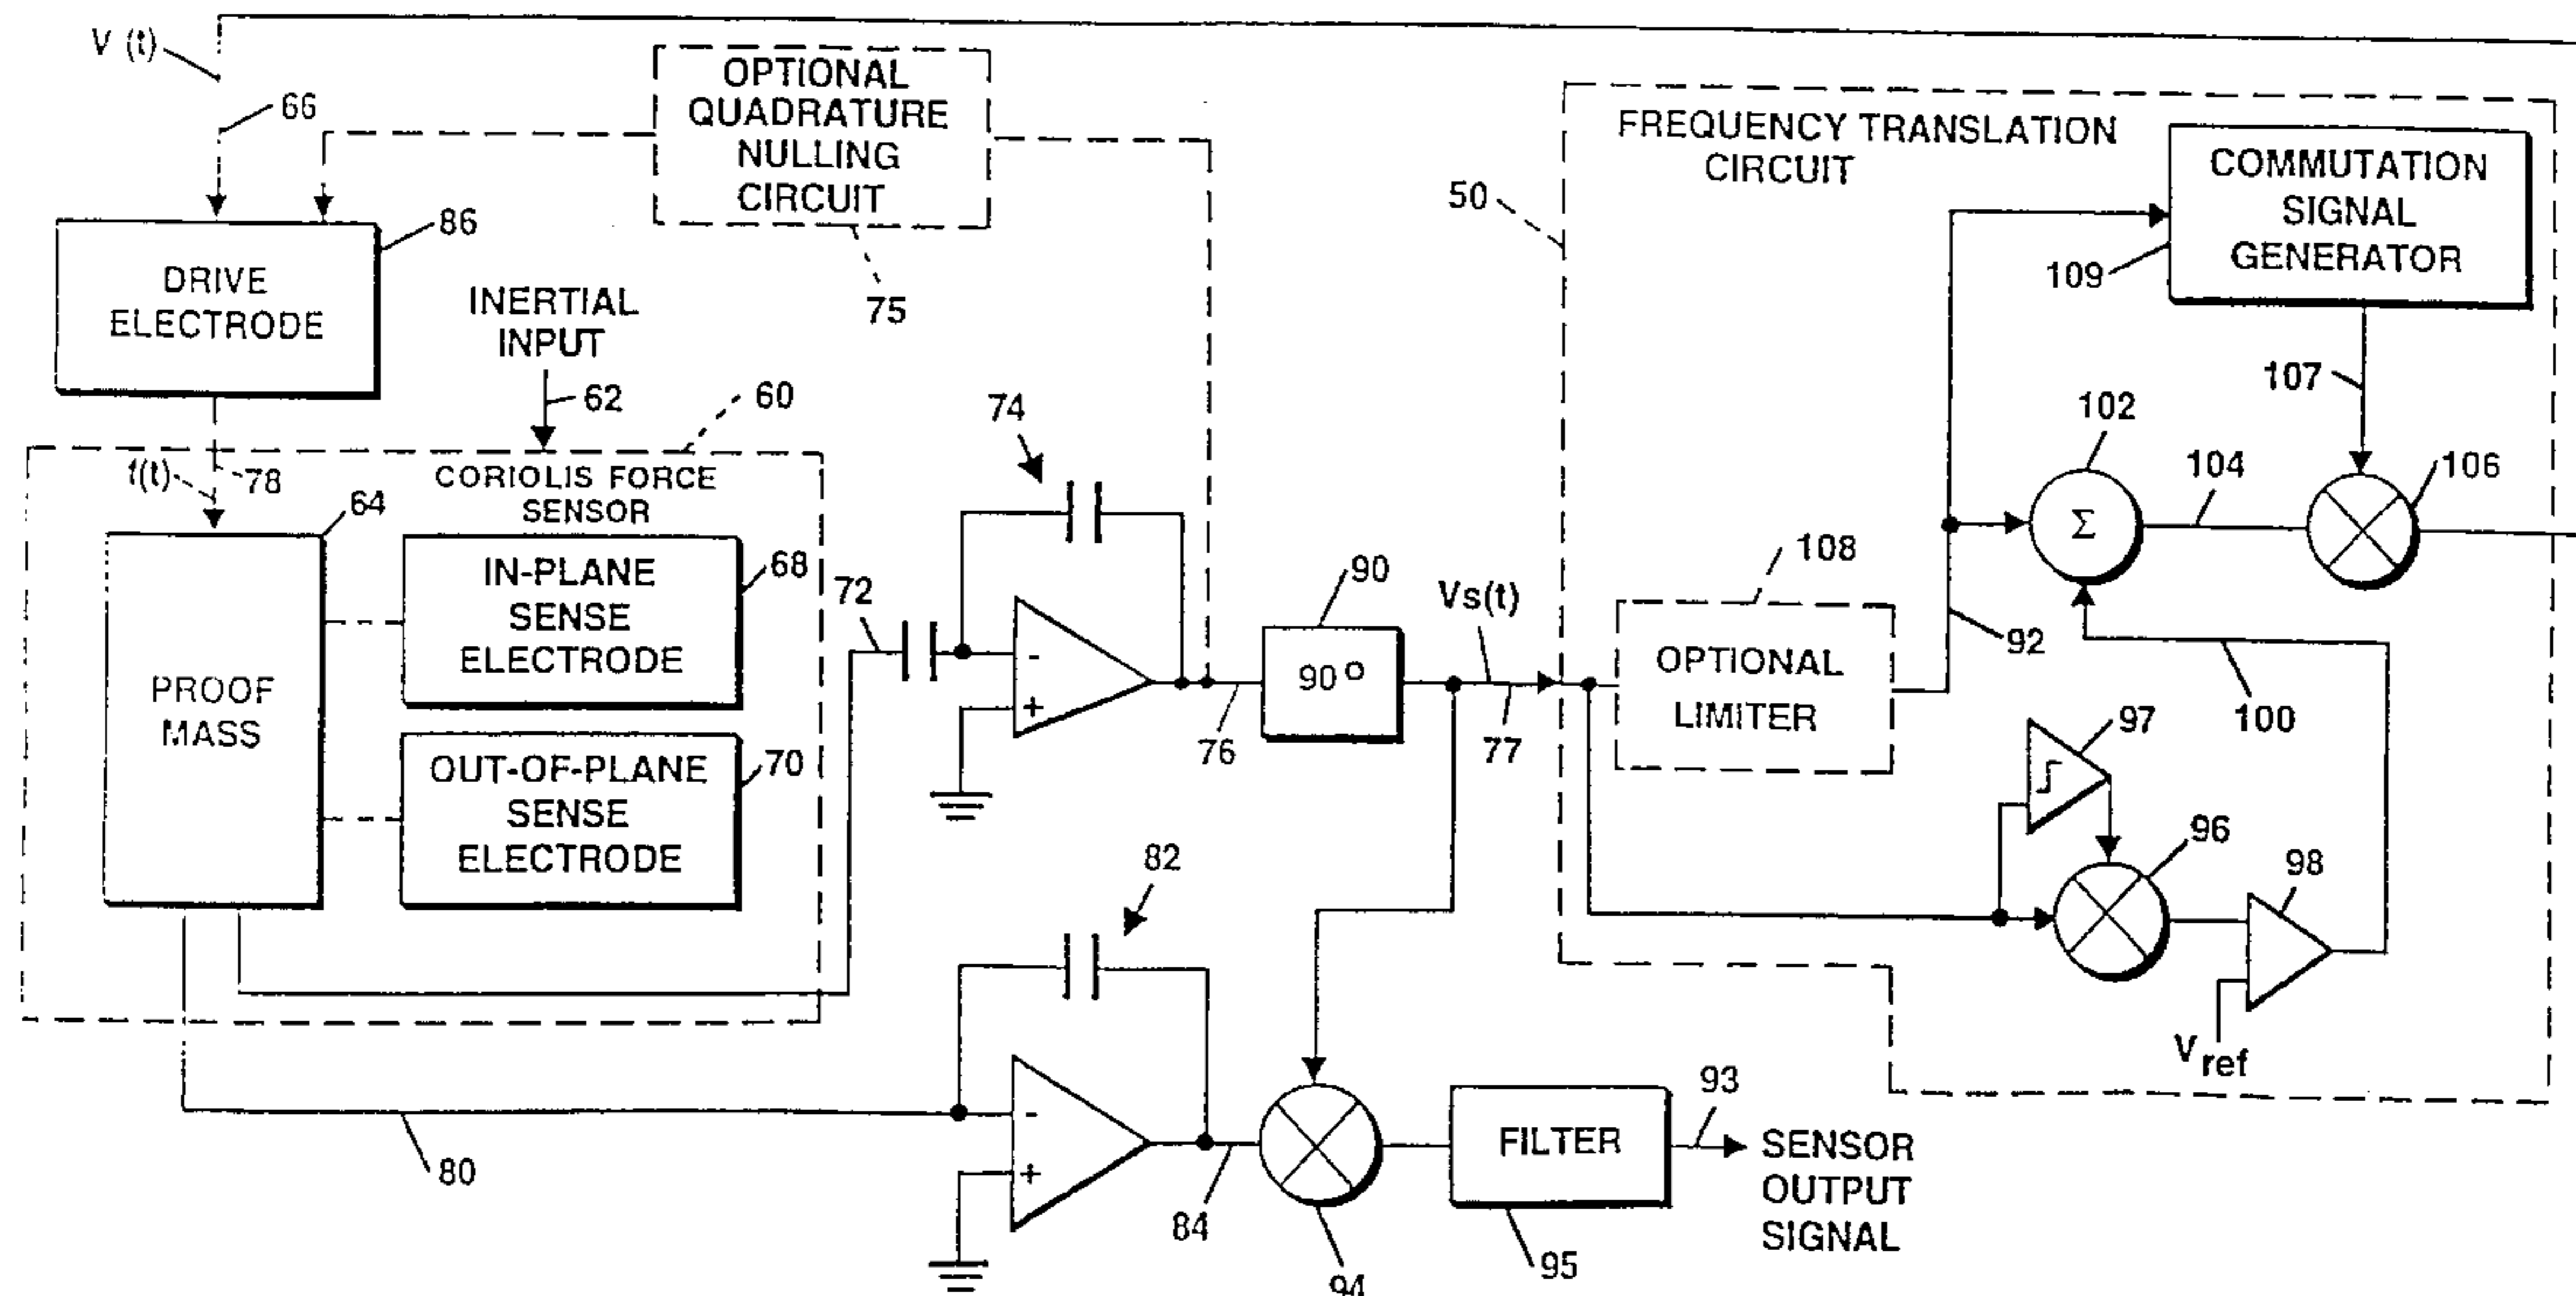 V (t)
66
OPTIONAL
QUADRATURE
NULLING
CIRCUIT
75
86
DRIVE
ELECTRODE
INERTIAL
INPUT
62
60
f(t)
78
64
CORIOLIS FORCE
SENSOR
PROOF
MASS
IN-PLANE
SENSE
ELECTRODE
68
OUT-OF-PLANE
SENSE
ELECTRODE
70
72
74
-
+
76
90
90°
Vs(t)
77
50
FREQUENCY TRANSLATION
CIRCUIT
COMMUTATION
SIGNAL
GENERATOR
109
107
102
Σ
104
106
108
OPTIONAL
LIMITER
92
100
97
96
98
Vref
80
82
-
+
84
94
FILTER
95
93
SENSOR
OUTPUT
SIGNAL